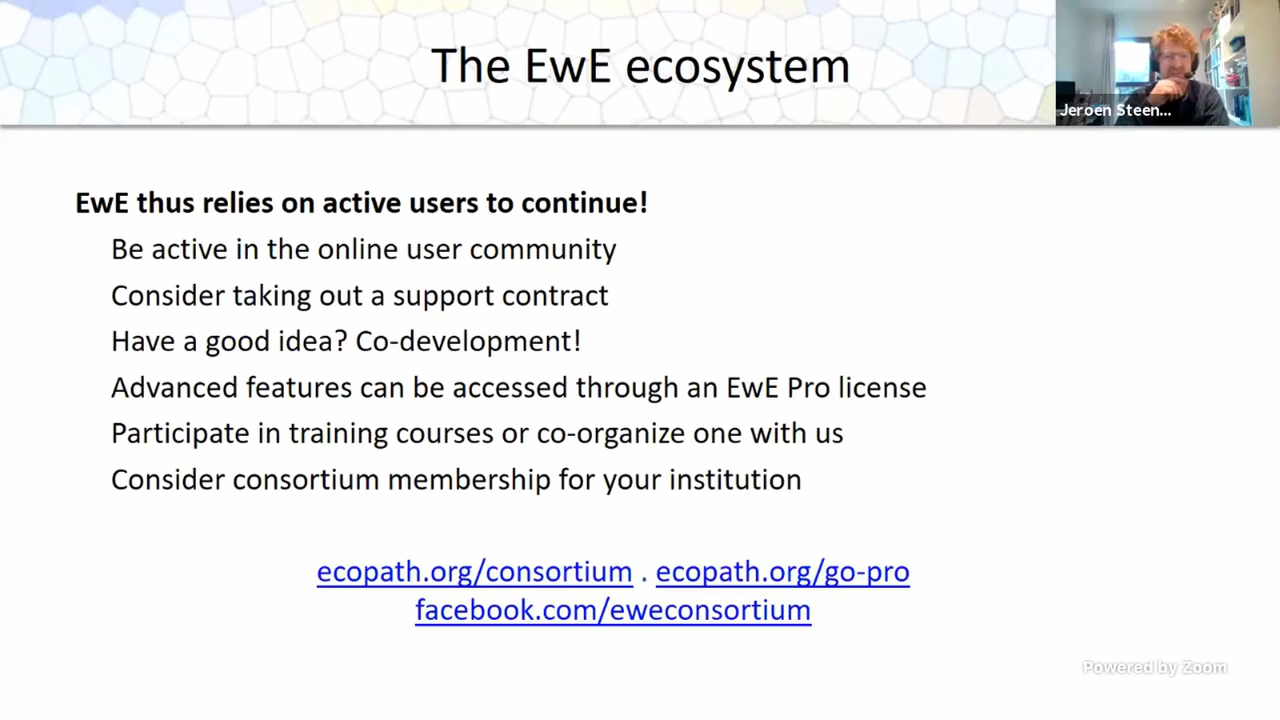 The EwE ecosystem
Jeroen Steen...
EwE thus relies on active users to continue!
Be active in the online user community
Consider taking out a support contract
Have a good idea? Co-development!
Advanced features can be accessed through an EwE Pro license
Participate in training courses or co-organize one with us
Consider consortium membership for your institution
ecopath.org/consortium . ecopath.org/go-pro
facebook.com/eweconsortium
Powered by Zoom